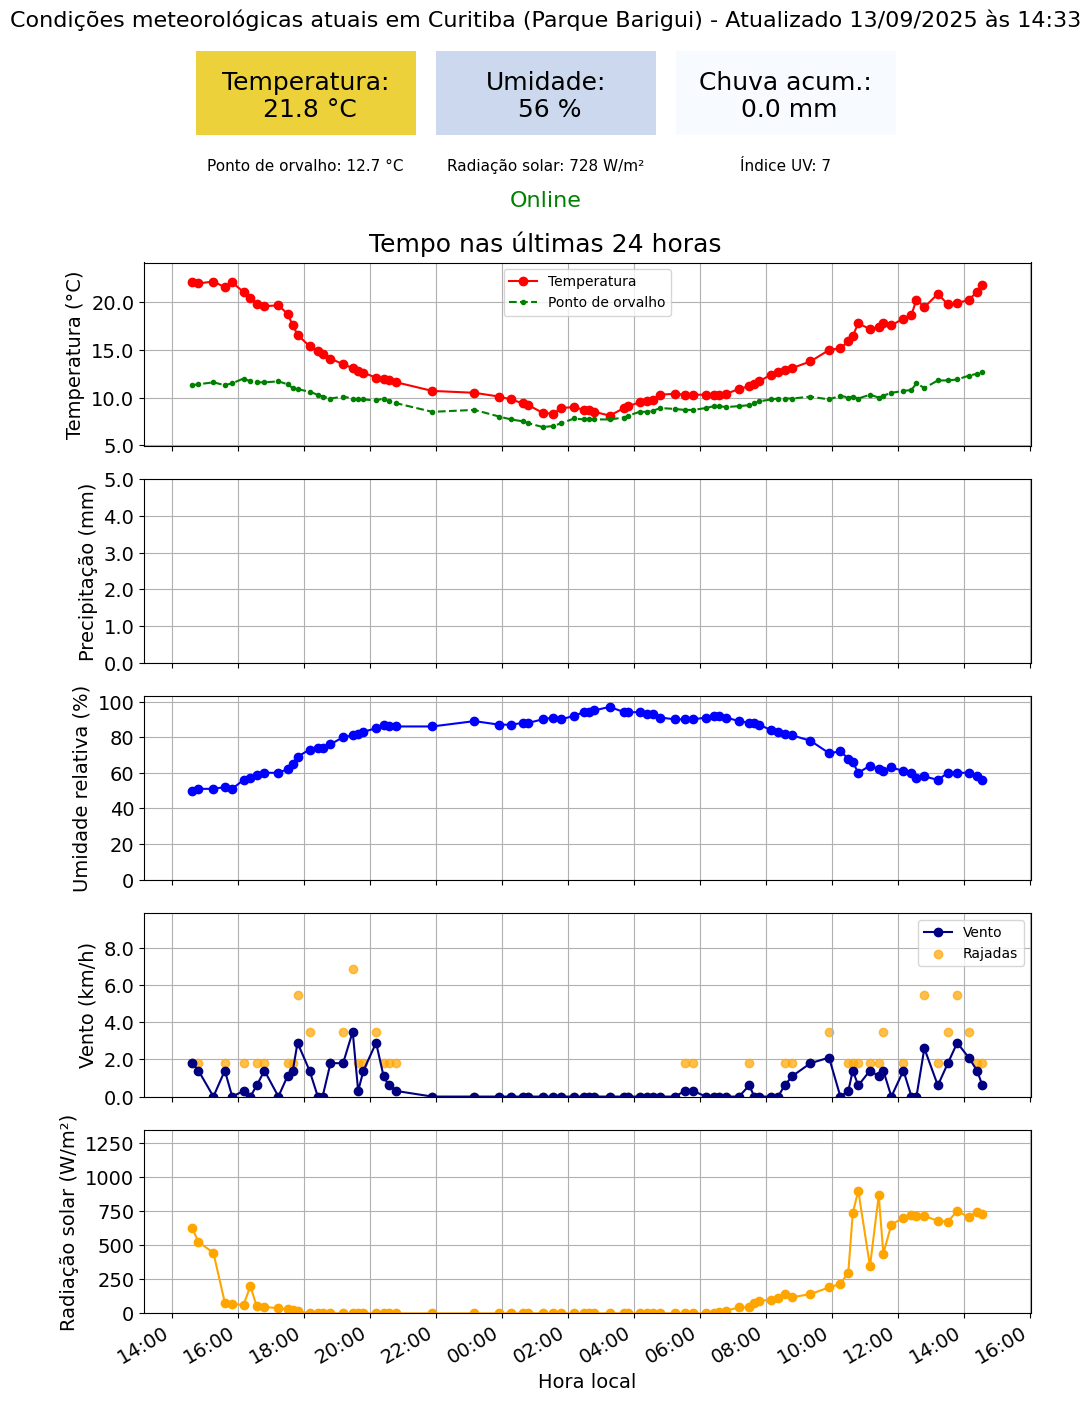 Condições meteorológicas atuais em Curitiba (Parque Barigui) - Atualizado 13/09/2025 às 14:33
Temperatura:
21.8 °C
Umidade:
56 %
Chuva acum.:
0.0 mm
Ponto de orvalho: 12.7 °C
Radiação solar: 728 W/m²
Índice UV: 7
Online
Tempo nas últimas 24 horas
Temperatura (°C)
20.0
15.0
10.0
5.0
Temperatura
Ponto de orvalho
Precipitação (mm)
5.0
4.0
3.0
2.0
1.0
0.0
Umidade relativa (%)
100
80
60
40
20
0
Vento (km/h)
8.0
6.0
4.0
2.0
0.0
Vento
Rajadas
Radiação solar (W/m²)
1250
1000
750
500
250
0
14:00
16:00
18:00
20:00
22:00
00:00
02:00
04:00
06:00
08:00
10:00
12:00
14:00
16:00
Hora local